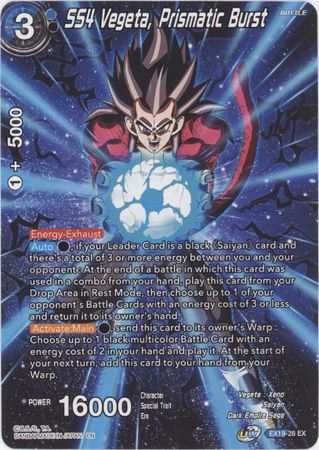 3
SS4 Vegeta, Prismatic Burst
BATTLE
1 + 5000
Energy-Exhaust
Auto , if your Leader Card is a black 《Saiyan》 card and
there's a total of 3 or more energy between you and your
opponent : At the end of a battle in which this card was
used in a combo from your hand, play this card from your
Drop Area in Rest Mode, then choose up to 1 of your
opponent's Battle Cards with an energy cost of 3 or less
and return it to its owner's hand.
Activate:Main , send this card to its owner's Warp :
Choose up to 1 black multicolor Battle Card with an
energy cost of 2 in your hand and play it. At the start of
your next turn, add this card to your hand from your
Warp.
POWER 16000
Character Vegeta : Xeno
Special Trait Saiyan
Era Dark Empire Saga
BANDAI MADE IN JAPAN EN
EX19-28 EX